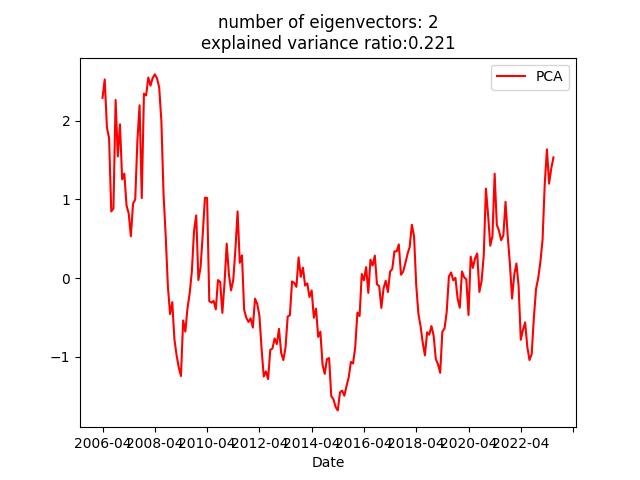 number of eigenvectors: 2
explained variance ratio:0.221
PCA
2
1
0
−1
2006-04 2008-04 2010-04 2012-04 2014-04 2016-04 2018-04 2020-04 2022-04
Date